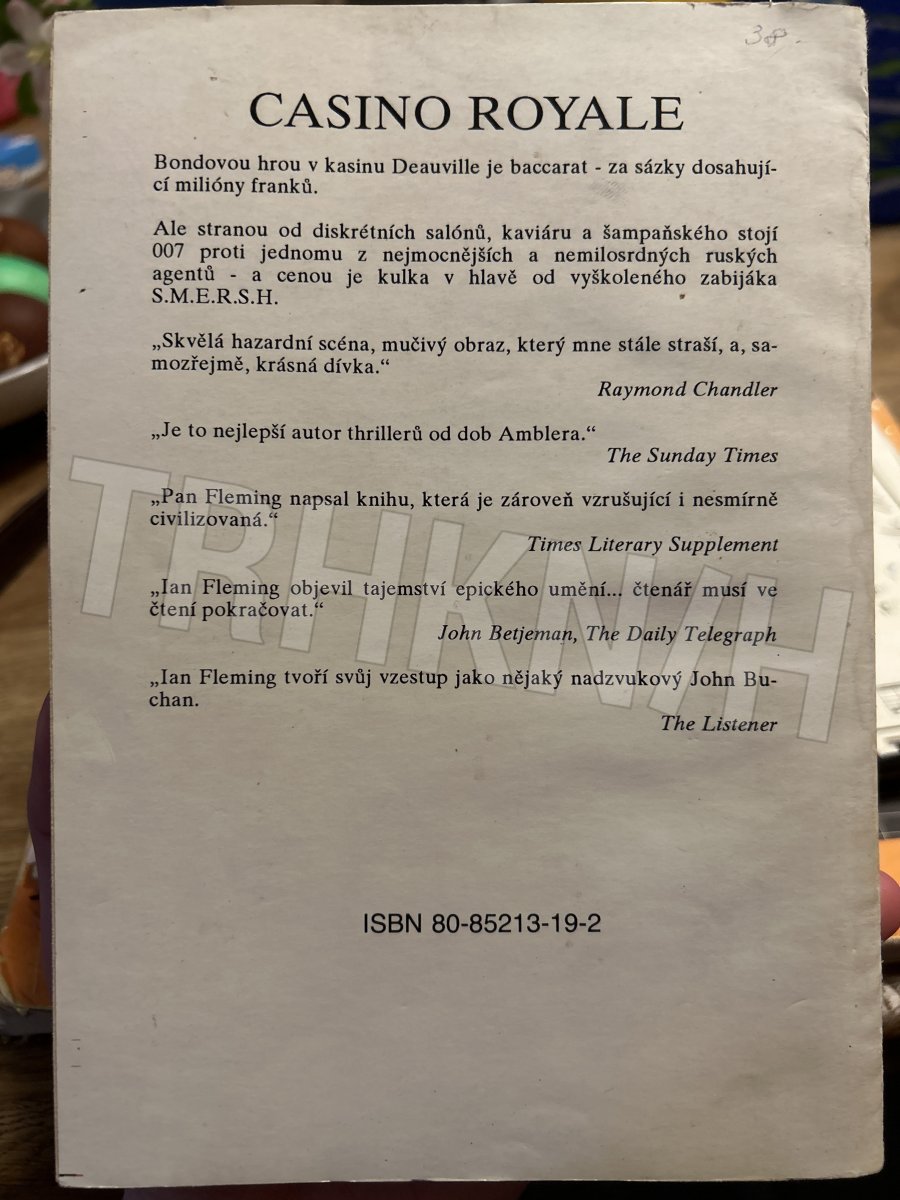 38.
CASINO ROYALE
Bondovou hrou v kasinu Deauville je baccarat - za sázky dosahují-
cí milióny franků.
Ale stranou od diskrétních salónů, kaviáru a šampaňského stojí
007 proti jednomu z nejmocnějších a nemilosrdných ruských
agentů - a cenou je kulka v hlavě od vyškoleného zabijáka
S.M.E.R.S.H.
„Skvělá hazardní scéna, mučivý obraz, který mne stále straší, a, sa-
mozřejmě, krásná dívka.“
Raymond Chandler
„Je to nejlepší autor thrillerů od dob Amblera.“
The Sunday Times
„Pan Fleming napsal knihu, která je zároveň vzrušující i nesmírně
civilizovaná.“
Times Literary Supplement
„Ian Fleming objevil tajemství epického umění... čtenář musí ve
čtení pokračovat.“
John Betjeman, The Daily Telegraph
„Ian Fleming tvoří svůj vzestup jako nějaký nadzvukový John Bu-
chan.
The Listener
TRHKNIH
ISBN 80-85213-19-2